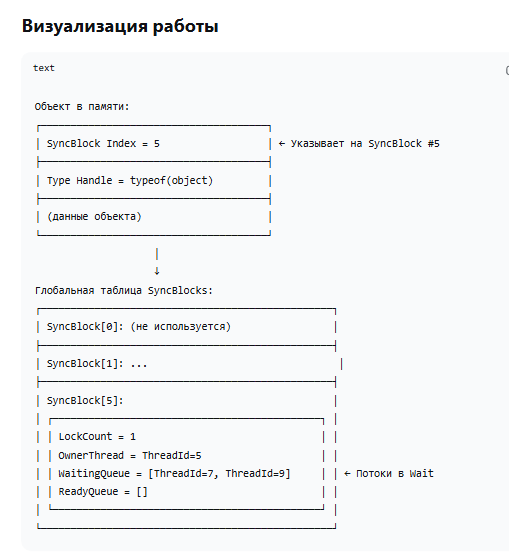 Визуализация работы
text
Объект в памяти:
SyncBlock Index = 5 ← Указывает на SyncBlock #5
Type Handle = typeof(object)
(данные объекта)
↓
Глобальная таблица SyncBlocks:
SyncBlock[0]: (не используется)
SyncBlock[1]: ...
SyncBlock[5]:
LockCount = 1
OwnerThread = ThreadId=5
WaitingQueue = [ThreadId=7, ThreadId=9] ← Потоки в Wait
ReadyQueue = []